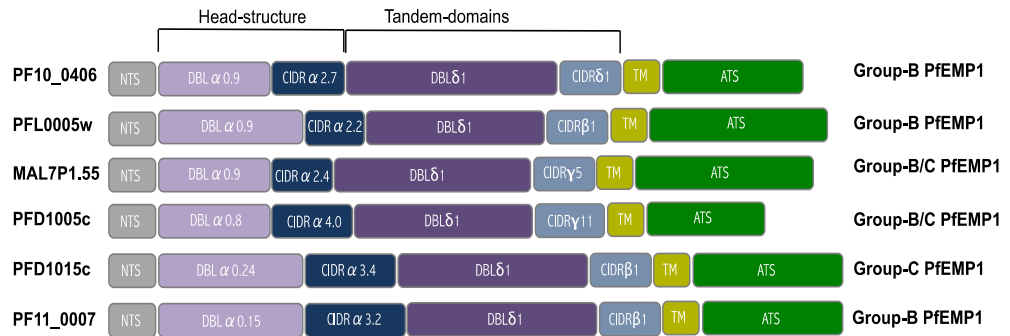 Head-structure Tandem-domains
PF10_0406 NTS DBL α 0.9 CIDR α 2.7 DBLδ1 CIDRδ1 TM ATS Group-B PfEMP1
PFL0005w NTS DBL α 0.9 CIDR α 2.2 DBLδ1 CIDRβ1 TM ATS Group-B PfEMP1
MAL7P1.55 NTS DBL α 0.9 CIDR α 2.4 DBLδ1 CIDRγ5 TM ATS Group-B/C PfEMP1
PFD1005c NTS DBL α 0.8 CIDR α 4.0 DBLδ1 CIDRγ11 TM ATS Group-B/C PfEMP1
PFD1015c NTS DBL α 0.24 CIDR α 3.4 DBLδ1 CIDRβ1 TM ATS Group-C PfEMP1
PF11_0007 NTS DBL α 0.15 CIDR α 3.2 DBLδ1 CIDRβ1 TM ATS Group-B PfEMP1